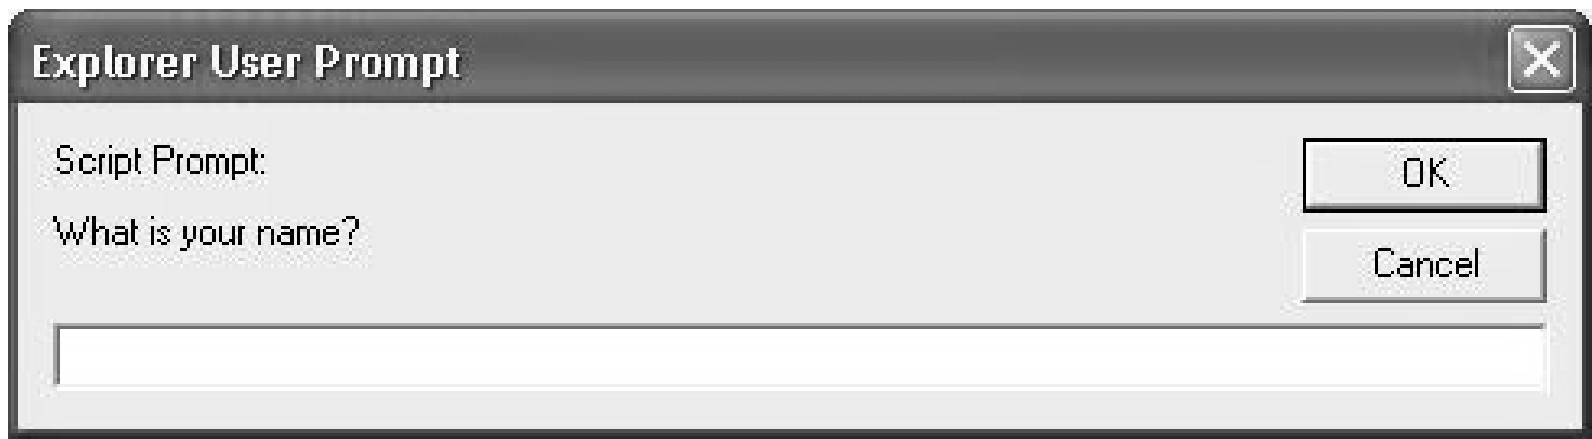 Explorer User Prompt
Script Prompt:
What is your name?
OK
Cancel